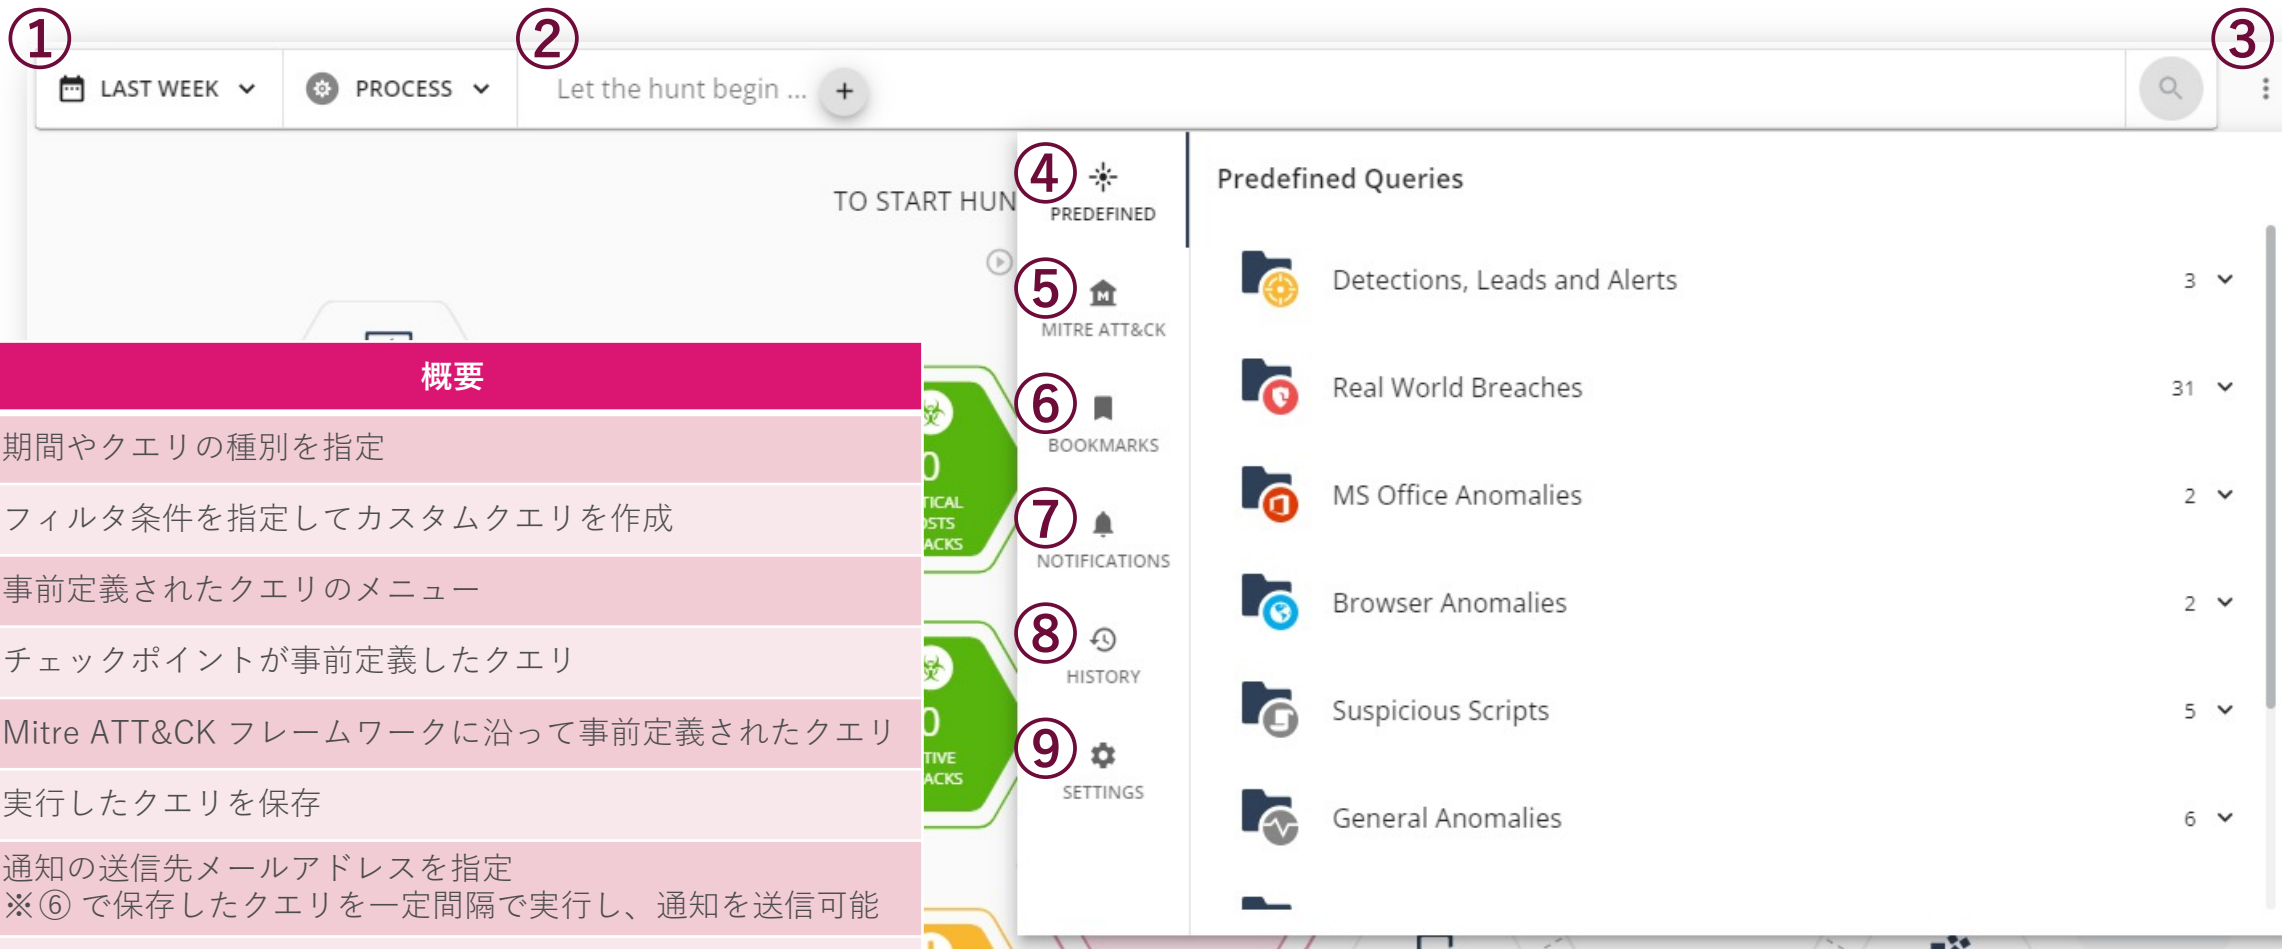 ①
②
③
LAST WEEK
PROCESS
Let the hunt begin ...
TO START HUN
④
PREDEFINED
⑤
MITRE ATT&CK
⑥
BOOKMARKS
⑦
NOTIFICATIONS
⑧
HISTORY
⑨
SETTINGS
Predefined Queries
Detections, Leads and Alerts 3
Real World Breaches 31
MS Office Anomalies 2
Browser Anomalies 2
Suspicious Scripts 5
General Anomalies 6
概要
期間やクエリの種別を指定
フィルタ条件を指定してカスタムクエリを作成
事前定義されたクエリのメニュー
チェックポイントが事前定義したクエリ
Mitre ATT&CK フレームワークに沿って事前定義されたクエリ
実行したクエリを保存
通知の送信先メールアドレスを指定
※⑥ で保存したクエリを一定間隔で実行し、通知を送信可能
0
TICAL
OSTS
ACKS
0
TIVE
ACKS